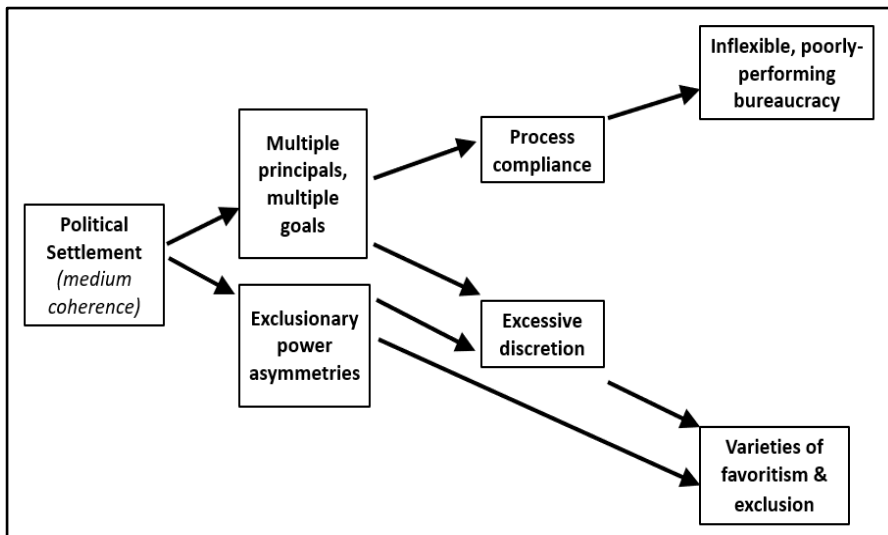 Political
Settlement
(medium
coherence)
Multiple
principals,
multiple
goals
Exclusionary
power
asymmetries
Process
compliance
Excessive
discretion
Inflexible, poorly-
performing
bureaucracy
Varieties of
favoritism &
exclusion